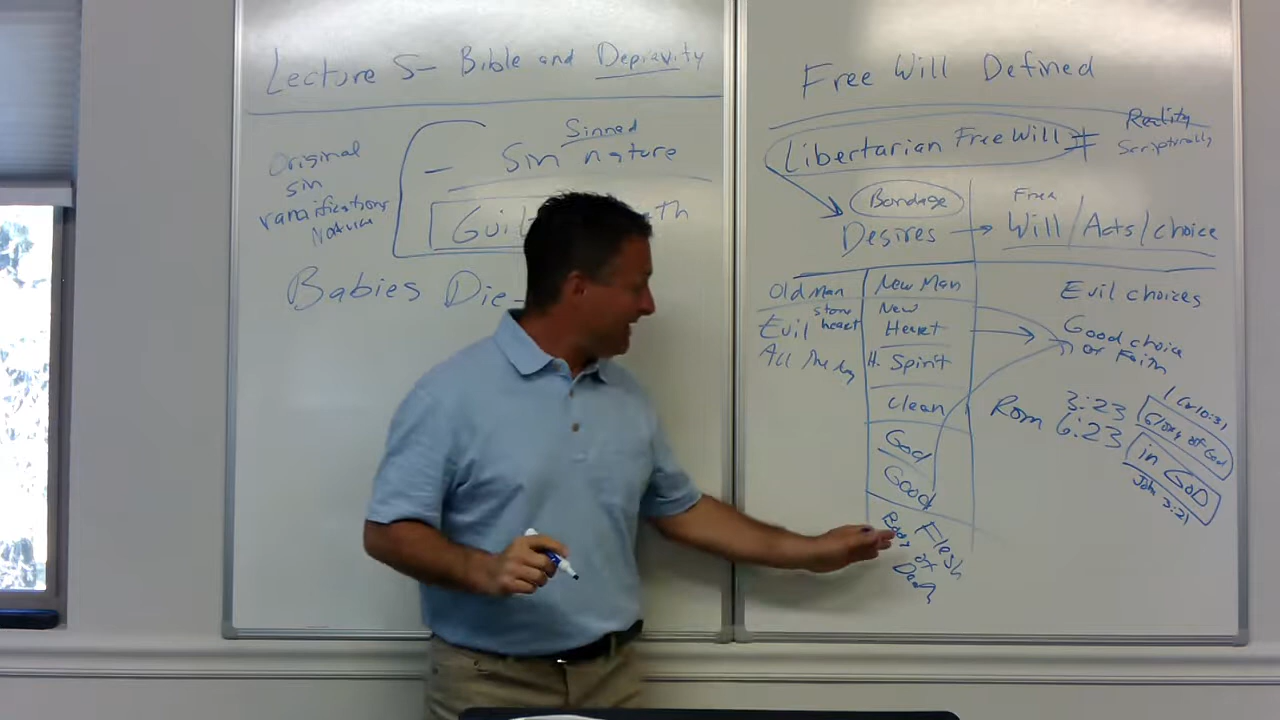 Lecture 5- Bible and Depravity
Original
sin
ramifications
Nature
Sinned
- Sin nature
Guil
th
Babies Die-
Free Will Defined
Libertarian Free Will ≠ Reality
Scripturally
Bondage
Desires → Free
Will / Acts / choice
Old man
stone
Evil heart
All the day
New Man
New
Heart
H. Spirit
Clean
God
Good
Flesh
Body of
Death
Evil choices
Good choice
of Faith
Rom 3:23
6:23
1 Cor 10:31
Glory of God
in GOD
John 3:21